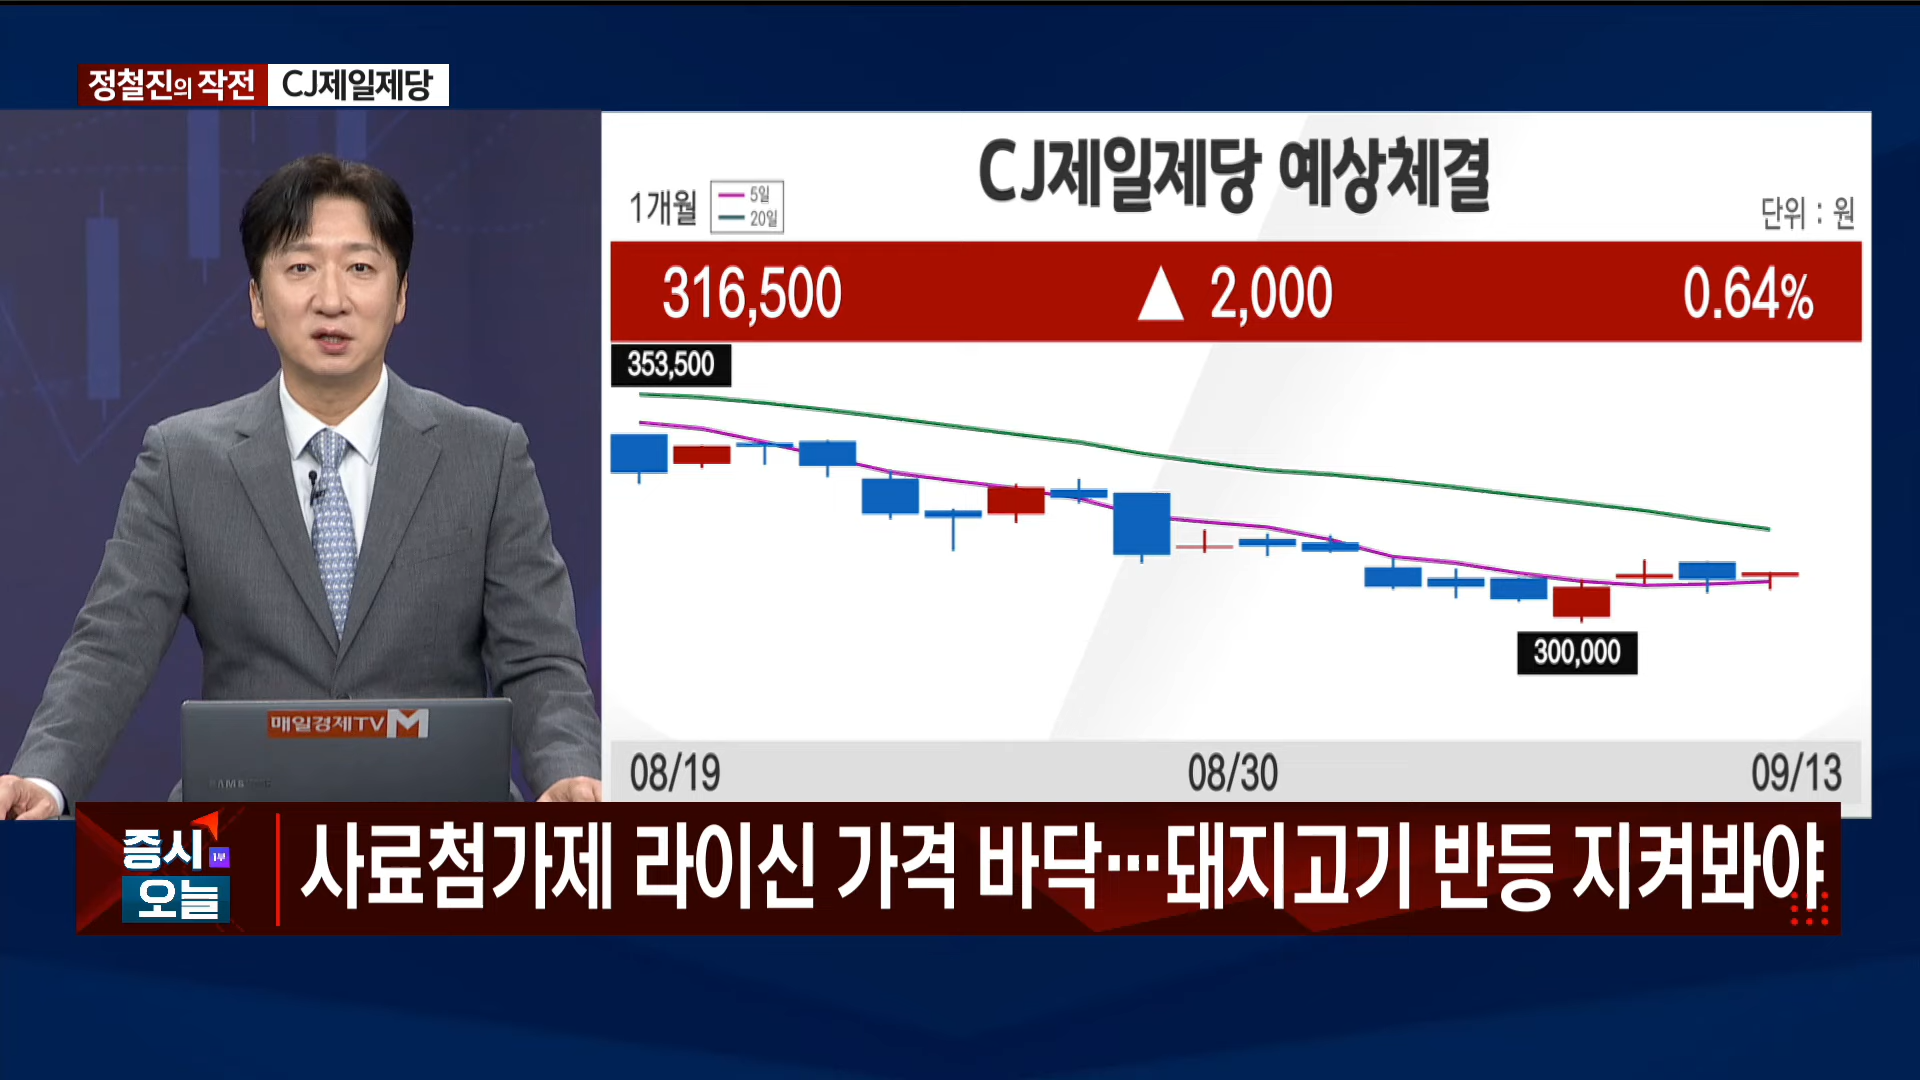 정철진의 작전 CJ제일제당
CJ제일제당 예상체결
1개월
5일
20일
단위 : 원
316,500 ▲ 2,000 0.64%
353,500
300,000
08/19 08/30 09/13
매일경제TV M
SAMSUNG
증시 1부
오늘
사료첨가제 라이신 가격 바닥…돼지고기 반등 지켜봐야